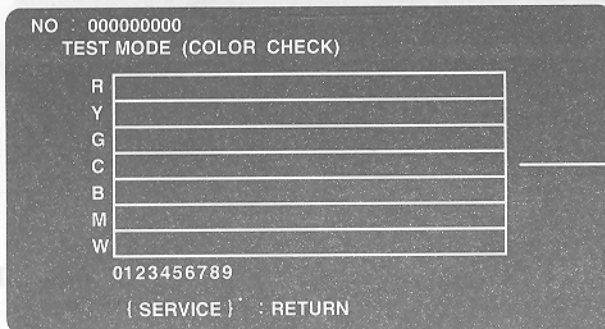 NO : 000000000
TEST MODE (COLOR CHECK)
R
Y
G
C
B
M
W
0123456789
{ SERVICE } : RETURN